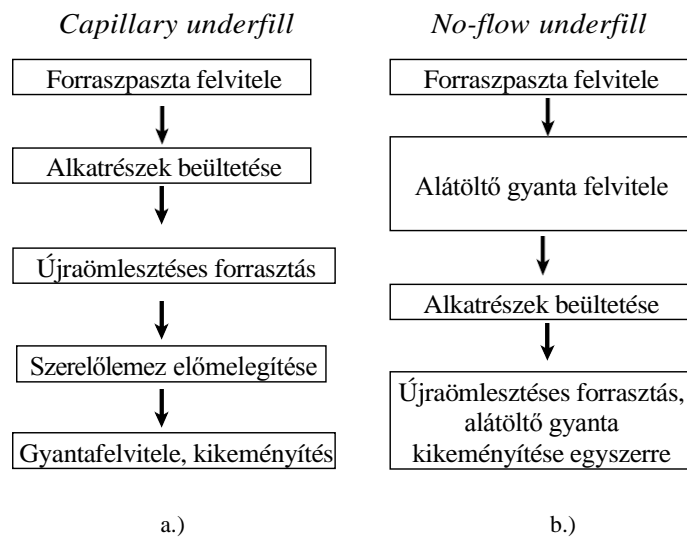 Capillary underfill
Forraszpaszta felvitele
Alkatrészek beültetése
Újraömlesztéses forrasztás
Szerelőlemez előmelegítése
Gyantafelvitele, kikeményítés
a.)
No-flow underfill
Forraszpaszta felvitele
Alátöltő gyanta felvitele
Alkatrészek beültetése
Újraömlesztéses forrasztás,
alátöltő gyanta
kikeményítése egyszerre
b.)